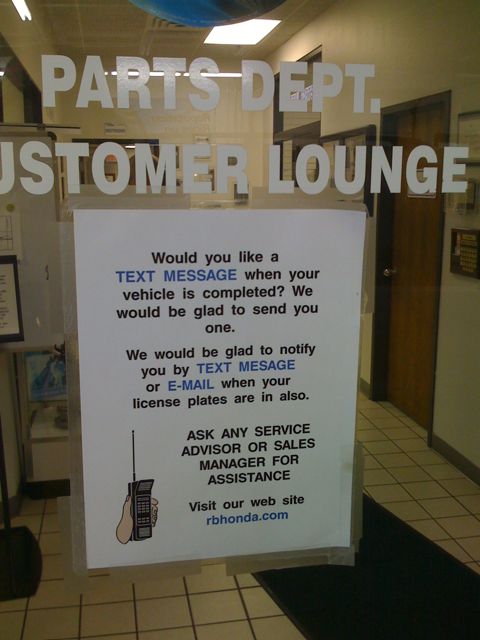 PARTS DEPT.
USTOMER LOUNGE
Would you like a
TEXT MESSAGE when your
vehicle is completed? We
would be glad to send you
one.
We would be glad to notify
you by TEXT MESAGE
or E-MAIL when your
license plates are in also.
ASK ANY SERVICE
ADVISOR OR SALES
MANAGER FOR
ASSISTANCE
Visit our web site
rbhonda.com